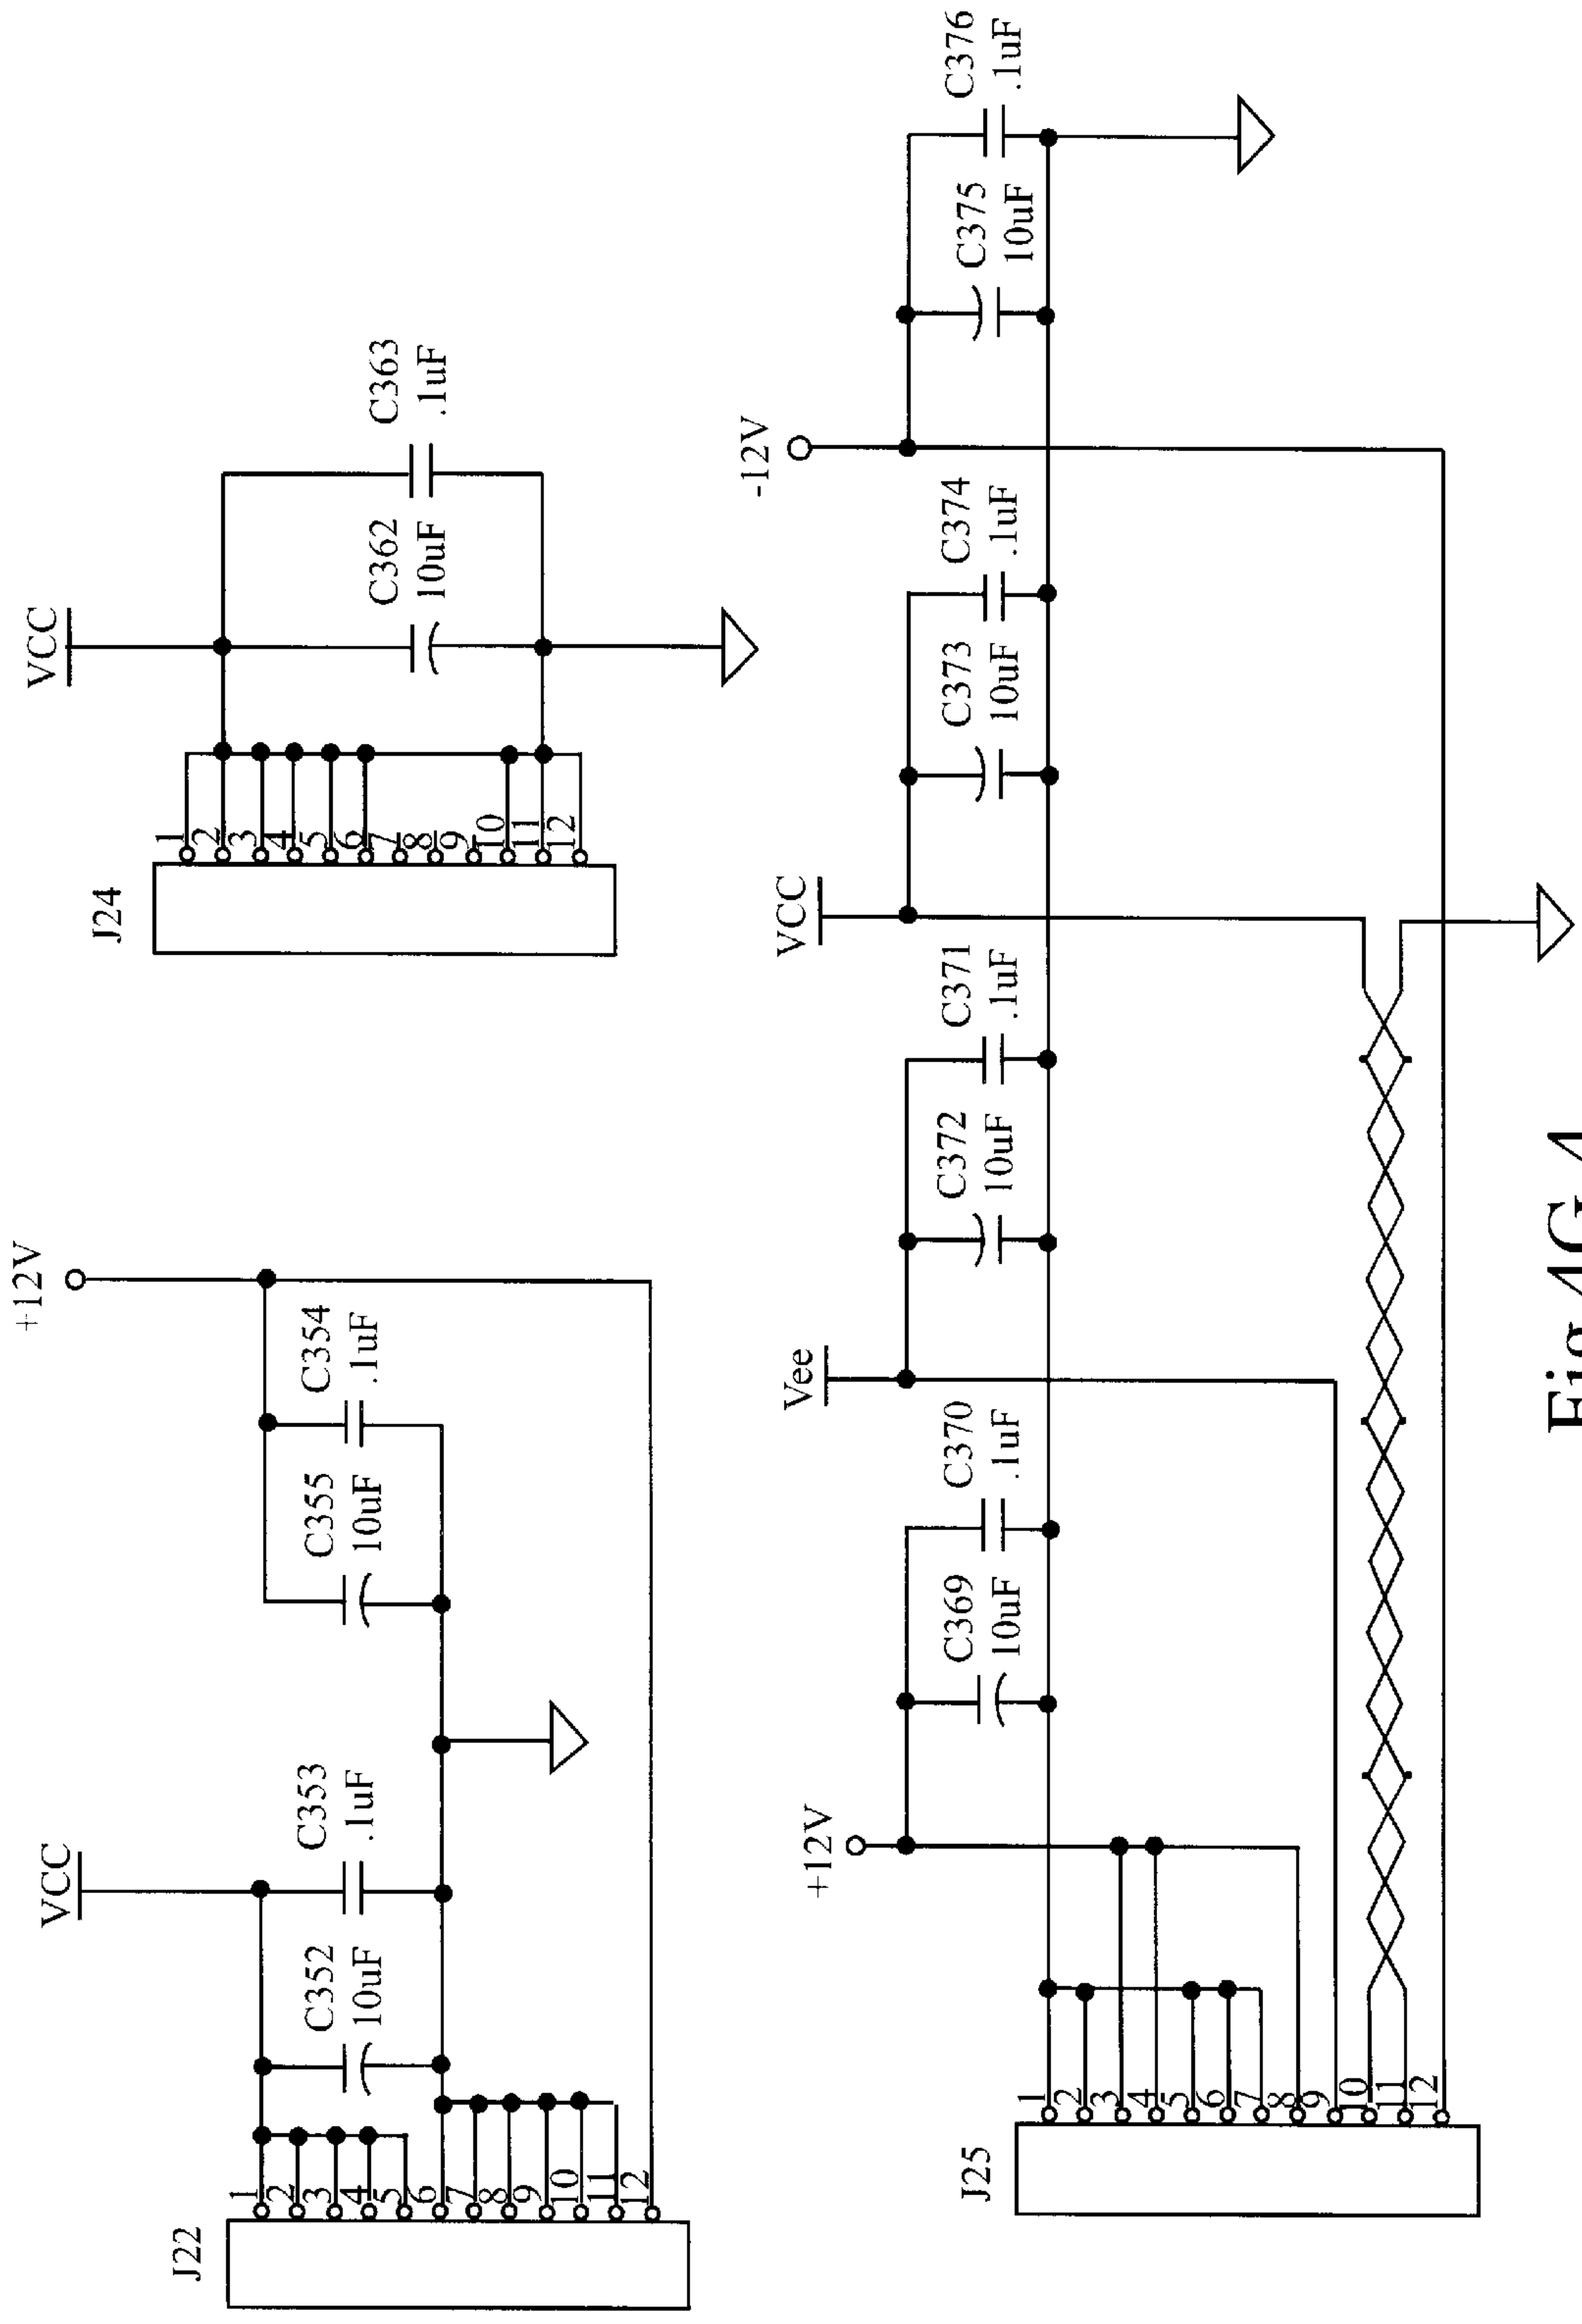 VCC
+12V
C352
10uF
C353
.1uF
C355
10uF
C354
.1uF
J22
1
2
3
4
5
6
7
8
9
10
11
12
VCC
C362
10uF
C363
.1uF
J24
1
2
3
4
5
6
7
8
9
10
11
12
+12V
Vee
VCC
-12V
C369
10uF
C370
.1uF
C372
10uF
C371
.1uF
C373
10uF
C374
.1uF
C375
10uF
C376
.1uF
J25
1
2
3
4
5
6
7
8
9
10
11
12